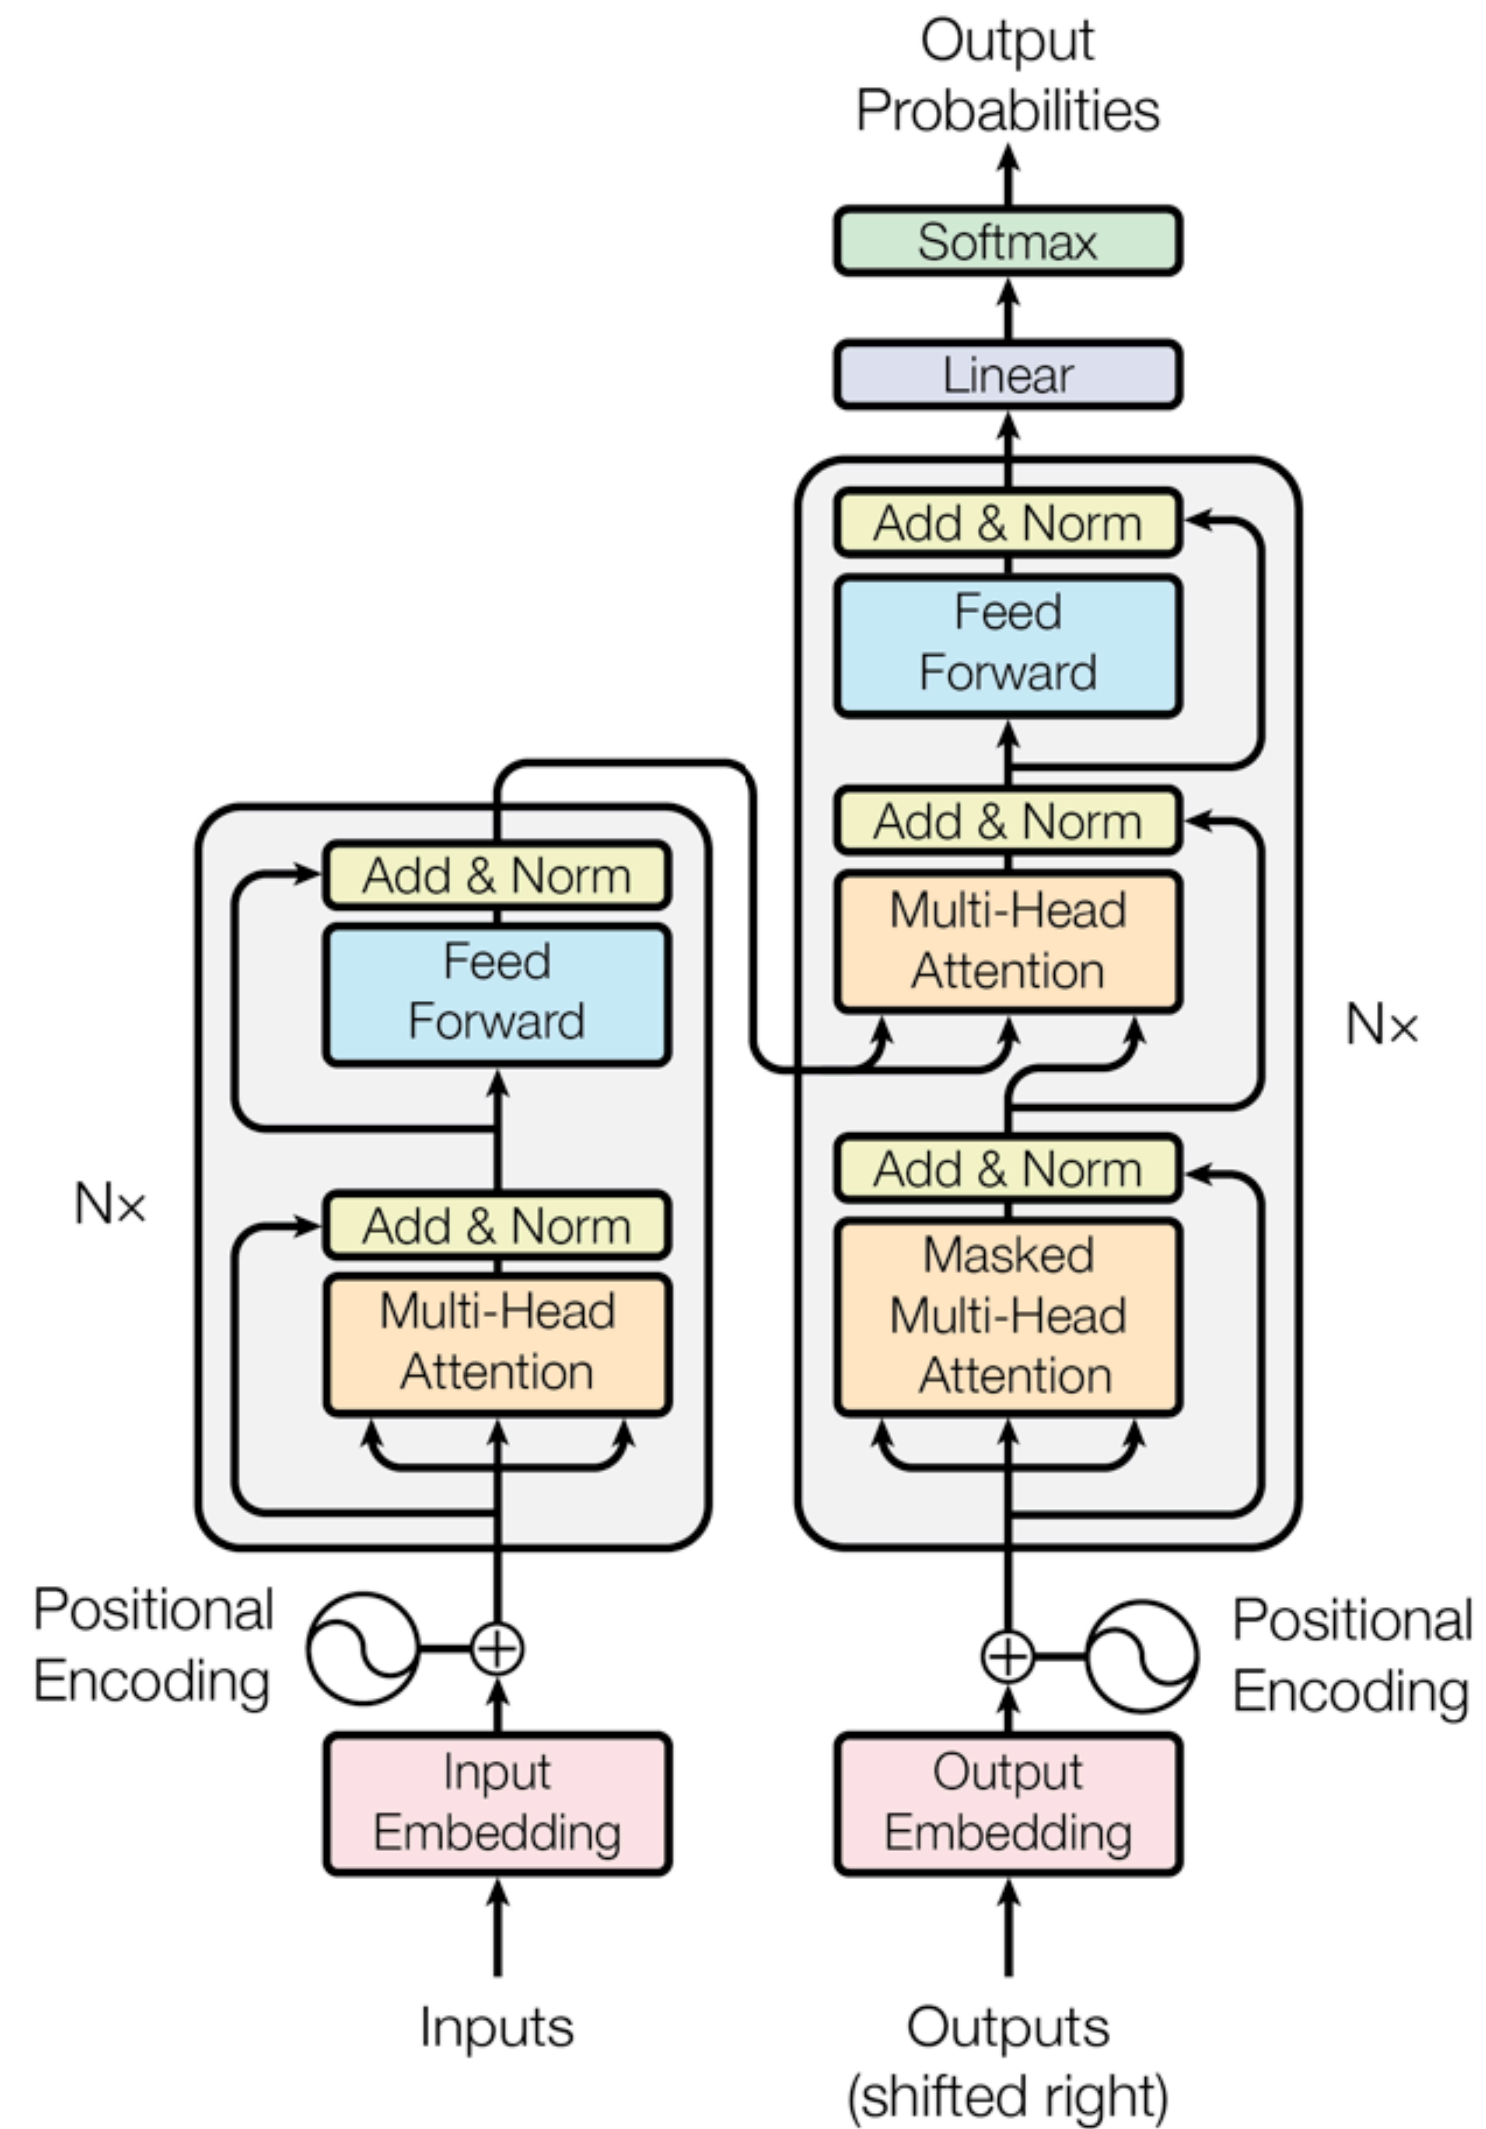 Output
Probabilities
Softmax
Linear
Add & Norm
Feed
Forward
Add & Norm
Multi-Head
Attention
N×
Add & Norm
Masked
Multi-Head
Attention
Add & Norm
Feed
Forward
N×
Add & Norm
Multi-Head
Attention
Positional
Encoding
Positional
Encoding
Input
Embedding
Output
Embedding
Inputs
Outputs
(shifted right)